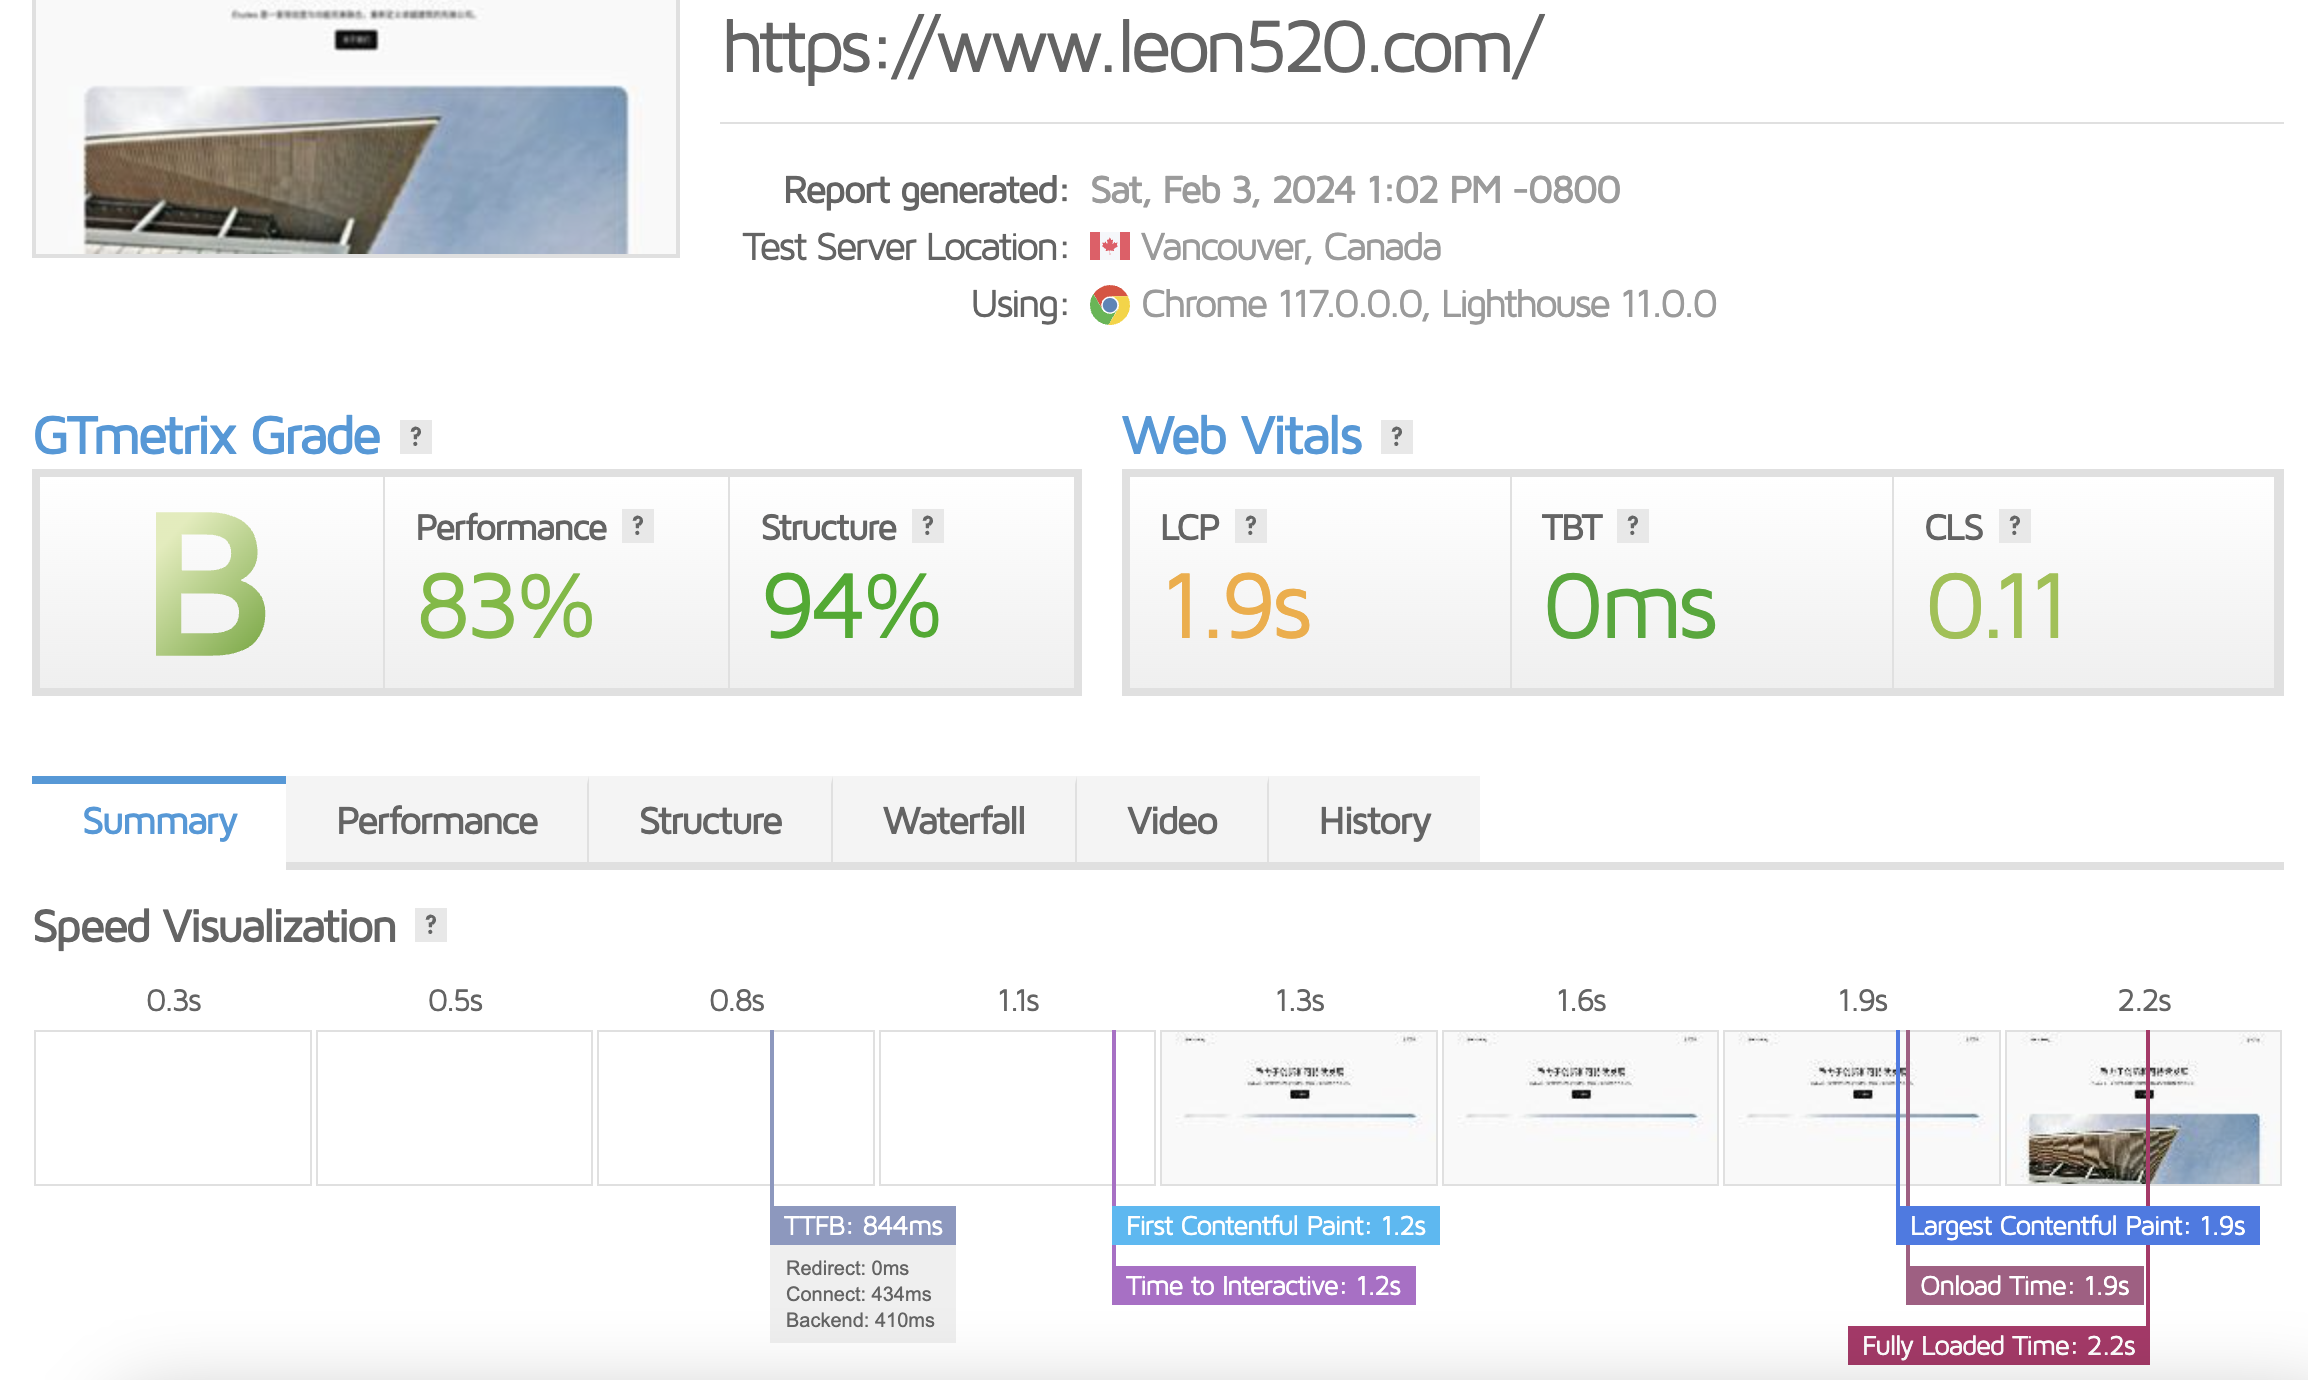 https://www.leon520.com/
Report generated: Sat, Feb 3, 2024 1:02 PM -0800
Test Server Location: Vancouver, Canada
Using: Chrome 117.0.0.0, Lighthouse 11.0.0
GTmetrix Grade ?
Web Vitals ?
B
Performance ?
83%
Structure ?
94%
LCP ?
1.9s
TBT ?
0ms
CLS ?
0.11
Summary
Performance
Structure
Waterfall
Video
History
Speed Visualization ?
0.3s
0.5s
0.8s
1.1s
1.3s
1.6s
1.9s
2.2s
TTFB: 844ms
Redirect: 0ms
Connect: 434ms
Backend: 410ms
First Contentful Paint: 1.2s
Time to Interactive: 1.2s
Largest Contentful Paint: 1.9s
Onload Time: 1.9s
Fully Loaded Time: 2.2s